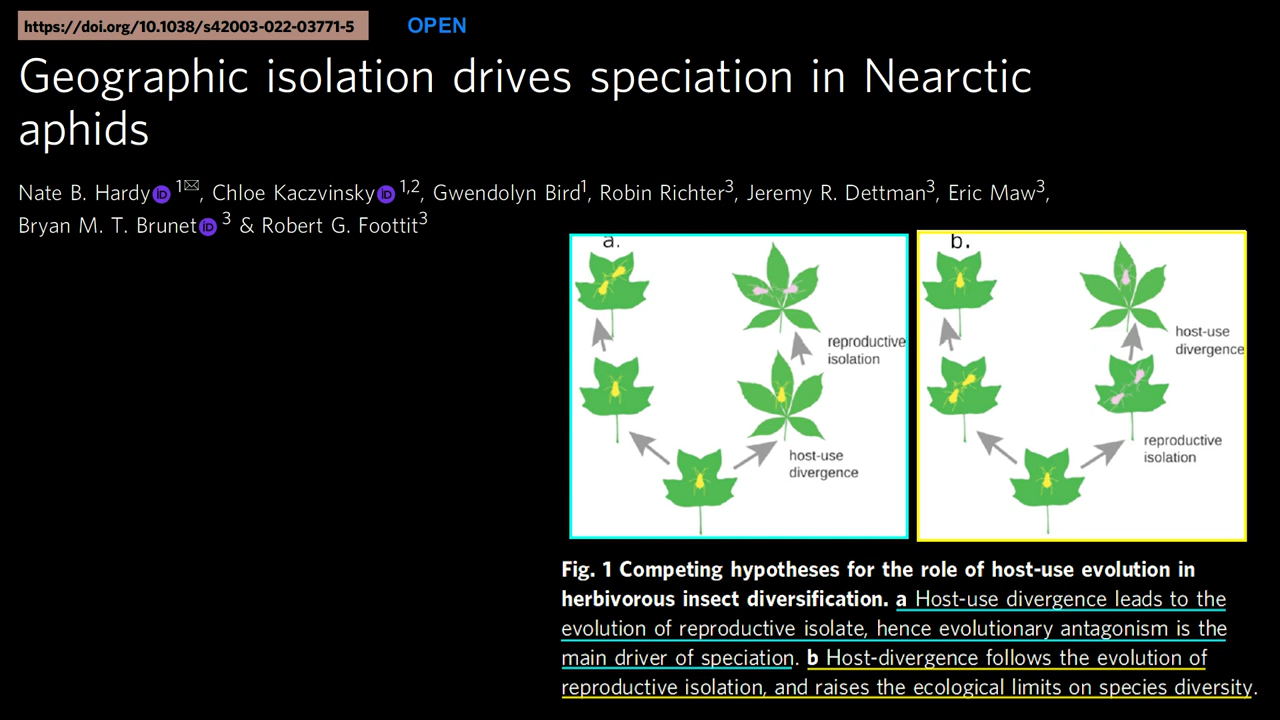 https://doi.org/10.1038/s42003-022-03771-5 OPEN
Geographic isolation drives speciation in Nearctic
aphids
Nate B. Hardy iD 1✉, Chloe Kaczvinsky iD 1,2, Gwendolyn Bird1, Robin Richter3, Jeremy R. Dettman3, Eric Maw3,
Bryan M. T. Brunet iD 3 & Robert G. Foottit3
a.
reproductive
isolation
host-use
divergence
b.
host-use
divergence
reproductive
isolation
Fig. 1 Competing hypotheses for the role of host-use evolution in
herbivorous insect diversification. a Host-use divergence leads to the
evolution of reproductive isolate, hence evolutionary antagonism is the
main driver of speciation. b Host-divergence follows the evolution of
reproductive isolation, and raises the ecological limits on species diversity.